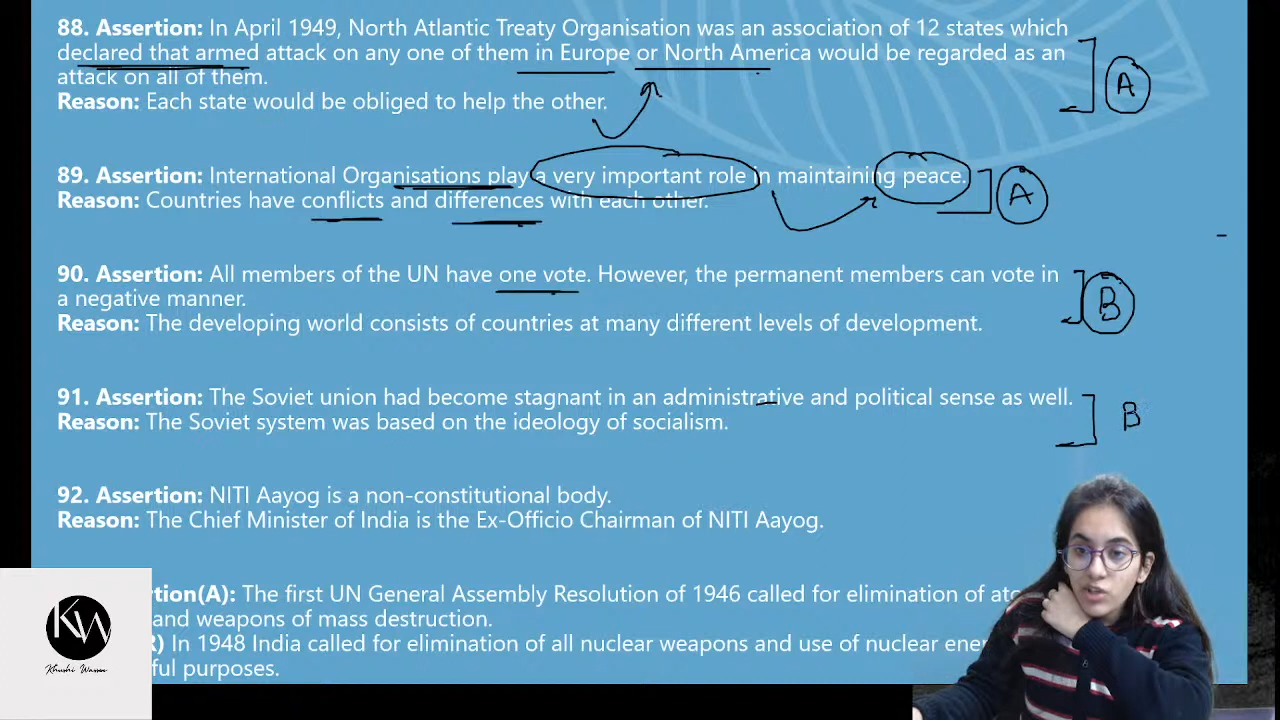 88. Assertion: In April 1949, North Atlantic Treaty Organisation was an association of 12 states which
declared that armed attack on any one of them in Europe or North America would be regarded as an
attack on all of them.
Reason: Each state would be obliged to help the other.
A
89. Assertion: International Organisations play a very important role in maintaining peace.
Reason: Countries have conflicts and differences with each other.
A
90. Assertion: All members of the UN have one vote. However, the permanent members can vote in
a negative manner.
Reason: The developing world consists of countries at many different levels of development.
B
91. Assertion: The Soviet union had become stagnant in an administrative and political sense as well.
Reason: The Soviet system was based on the ideology of socialism.
B
92. Assertion: NITI Aayog is a non-constitutional body.
Reason: The Chief Minister of India is the Ex-Officio Chairman of NITI Aayog.
rtion(A): The first UN General Assembly Resolution of 1946 called for elimination of ato
and weapons of mass destruction.
R) In 1948 India called for elimination of all nuclear weapons and use of nuclear ene
ful purposes.
KW